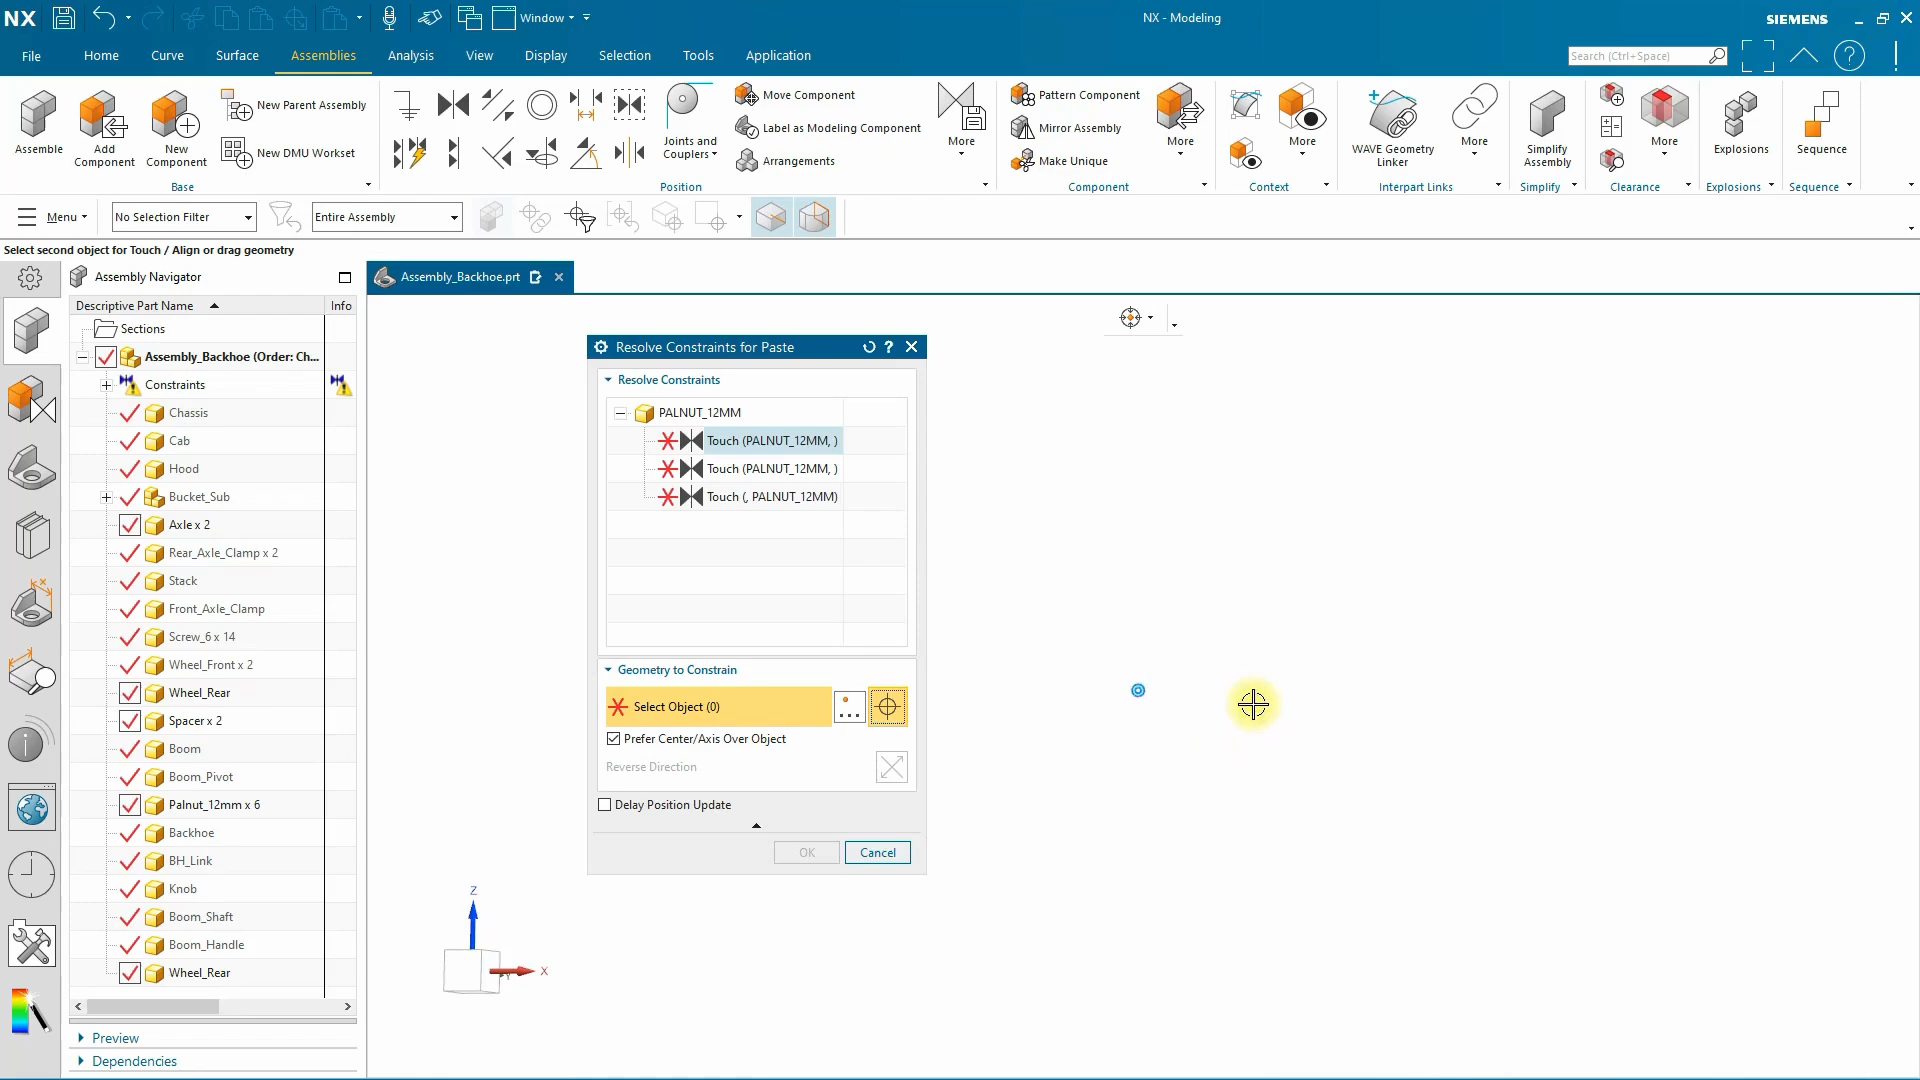 NX
Window
NX - Modeling
SIEMENS
File
Home
Curve
Surface
Assemblies
Analysis
View
Display
Selection
Tools
Application
Search (Ctrl+Space)
Assemble
Add Component
New Component
New Parent Assembly
New DMU Workset
Base
Joints and Couplers
Move Component
Label as Modeling Component
Arrangements
More
Position
Pattern Component
Mirror Assembly
Make Unique
More
Component
More
Context
WAVE Geometry Linker
More
Interpart Links
Simplify Assembly
Simplify
More
Clearance
Explosions
Explosions
Sequence
Sequence
Menu
No Selection Filter
Entire Assembly
Select second object for Touch / Align or drag geometry
Assembly Navigator
Assembly_Backhoe.prt
Descriptive Part Name
Info
Sections
Assembly_Backhoe (Order: Ch...
Constraints
Chassis
Cab
Hood
Bucket_Sub
Axle x 2
Rear_Axle_Clamp x 2
Stack
Front_Axle_Clamp
Screw_6 x 14
Wheel_Front x 2
Wheel_Rear
Spacer x 2
Boom
Boom_Pivot
Palnut_12mm x 6
Backhoe
BH_Link
Knob
Boom_Shaft
Boom_Handle
Wheel_Rear
Preview
Dependencies
Resolve Constraints for Paste
Resolve Constraints
PALNUT_12MM
Touch (PALNUT_12MM, )
Touch (PALNUT_12MM, )
Touch (, PALNUT_12MM)
Geometry to Constrain
Select Object (0)
Prefer Center/Axis Over Object
Reverse Direction
Delay Position Update
OK
Cancel
Z
X